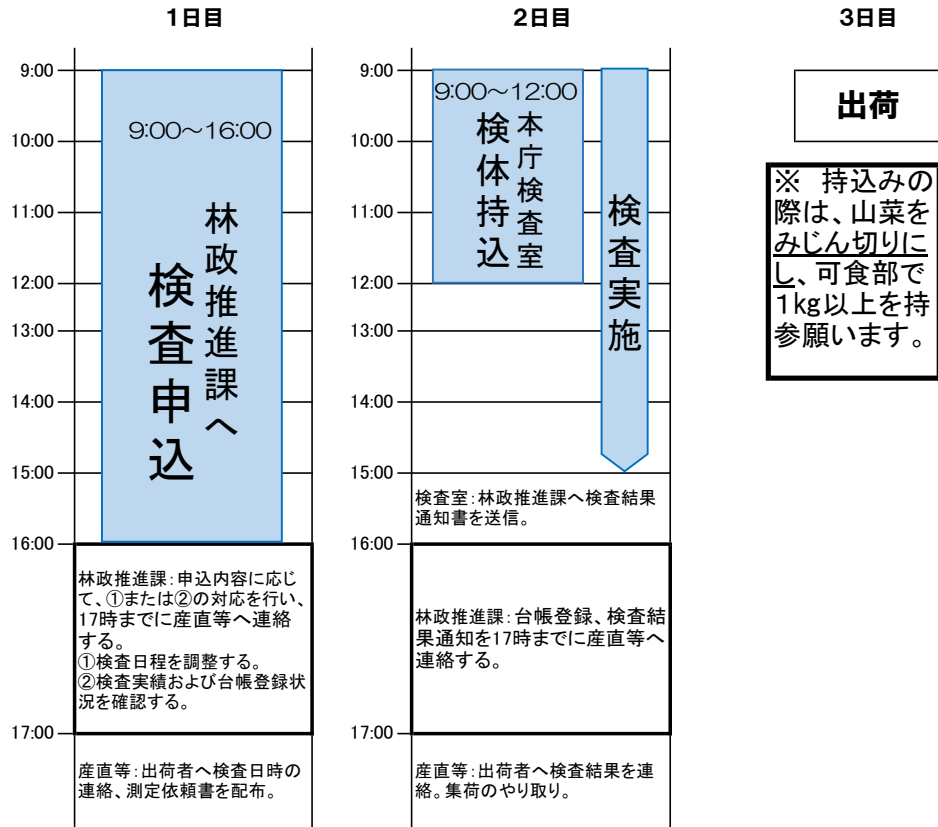 1日目
9:00
10:00
11:00
12:00
13:00
14:00
15:00
16:00
17:00
9:00～16:00
林政推進課へ
検査申込
林政推進課：申込内容に応じ
て、①または②の対応を行い、
17時までに産直等へ連絡
する。
①検査日程を調整する。
②検査実績および台帳登録状
況を確認する。
産直等：出荷者へ検査日時の
連絡、測定依頼書を配布。
2日目
9:00
10:00
11:00
12:00
13:00
14:00
15:00
16:00
17:00
9:00～12:00
本庁検査室
検体持込
検査実施
検査室：林政推進課へ検査結果
通知書を送信。
林政推進課：台帳登録、検査結
果通知を17時までに産直等へ
連絡する。
産直等：出荷者へ検査結果を連
絡。集荷のやり取り。
3日目
出荷
※　持込みの
際は、山菜を
みじん切りに
し、可食部で
1kg以上を持
参願います。